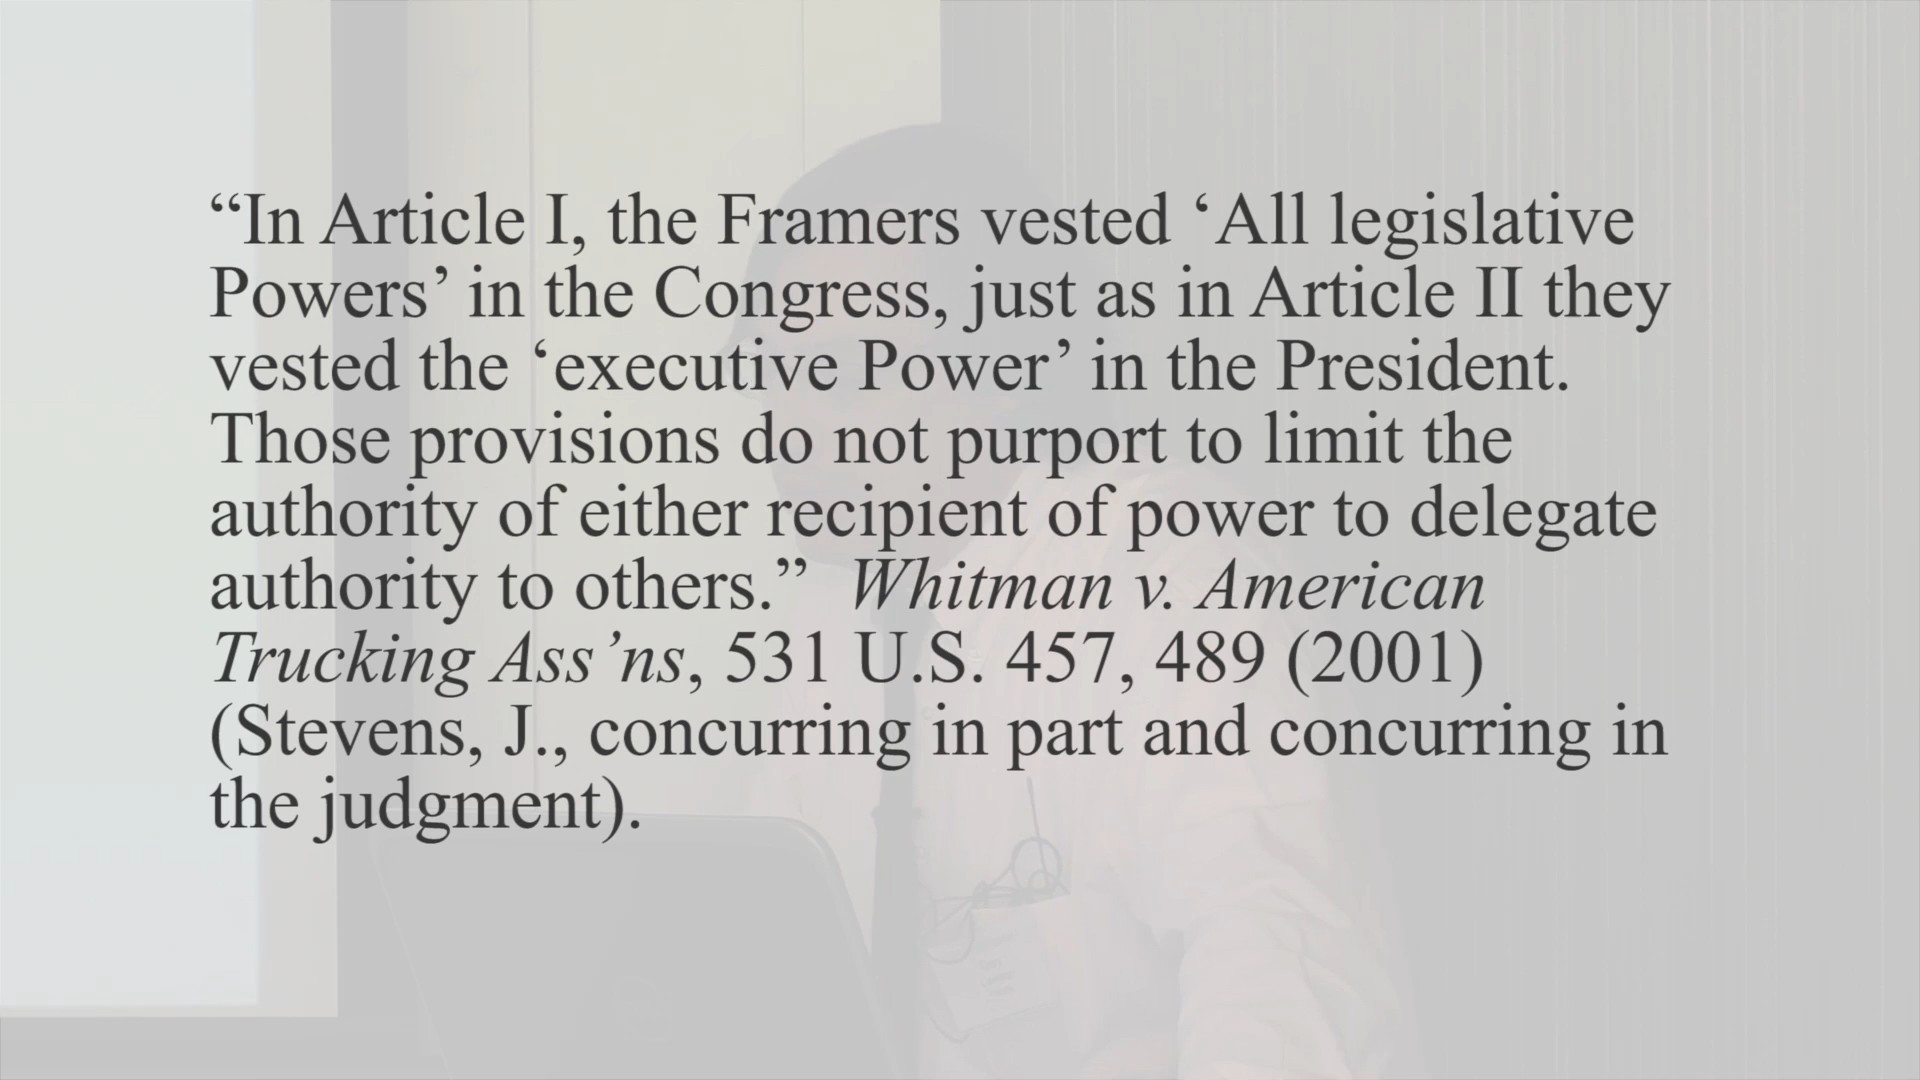 “In Article I, the Framers vested ‘All legislative
Powers’ in the Congress, just as in Article II they
vested the ‘executive Power’ in the President.
Those provisions do not purport to limit the
authority of either recipient of power to delegate
authority to others.” Whitman v. American
Trucking Ass’ns, 531 U.S. 457, 489 (2001)
(Stevens, J., concurring in part and concurring in
the judgment).